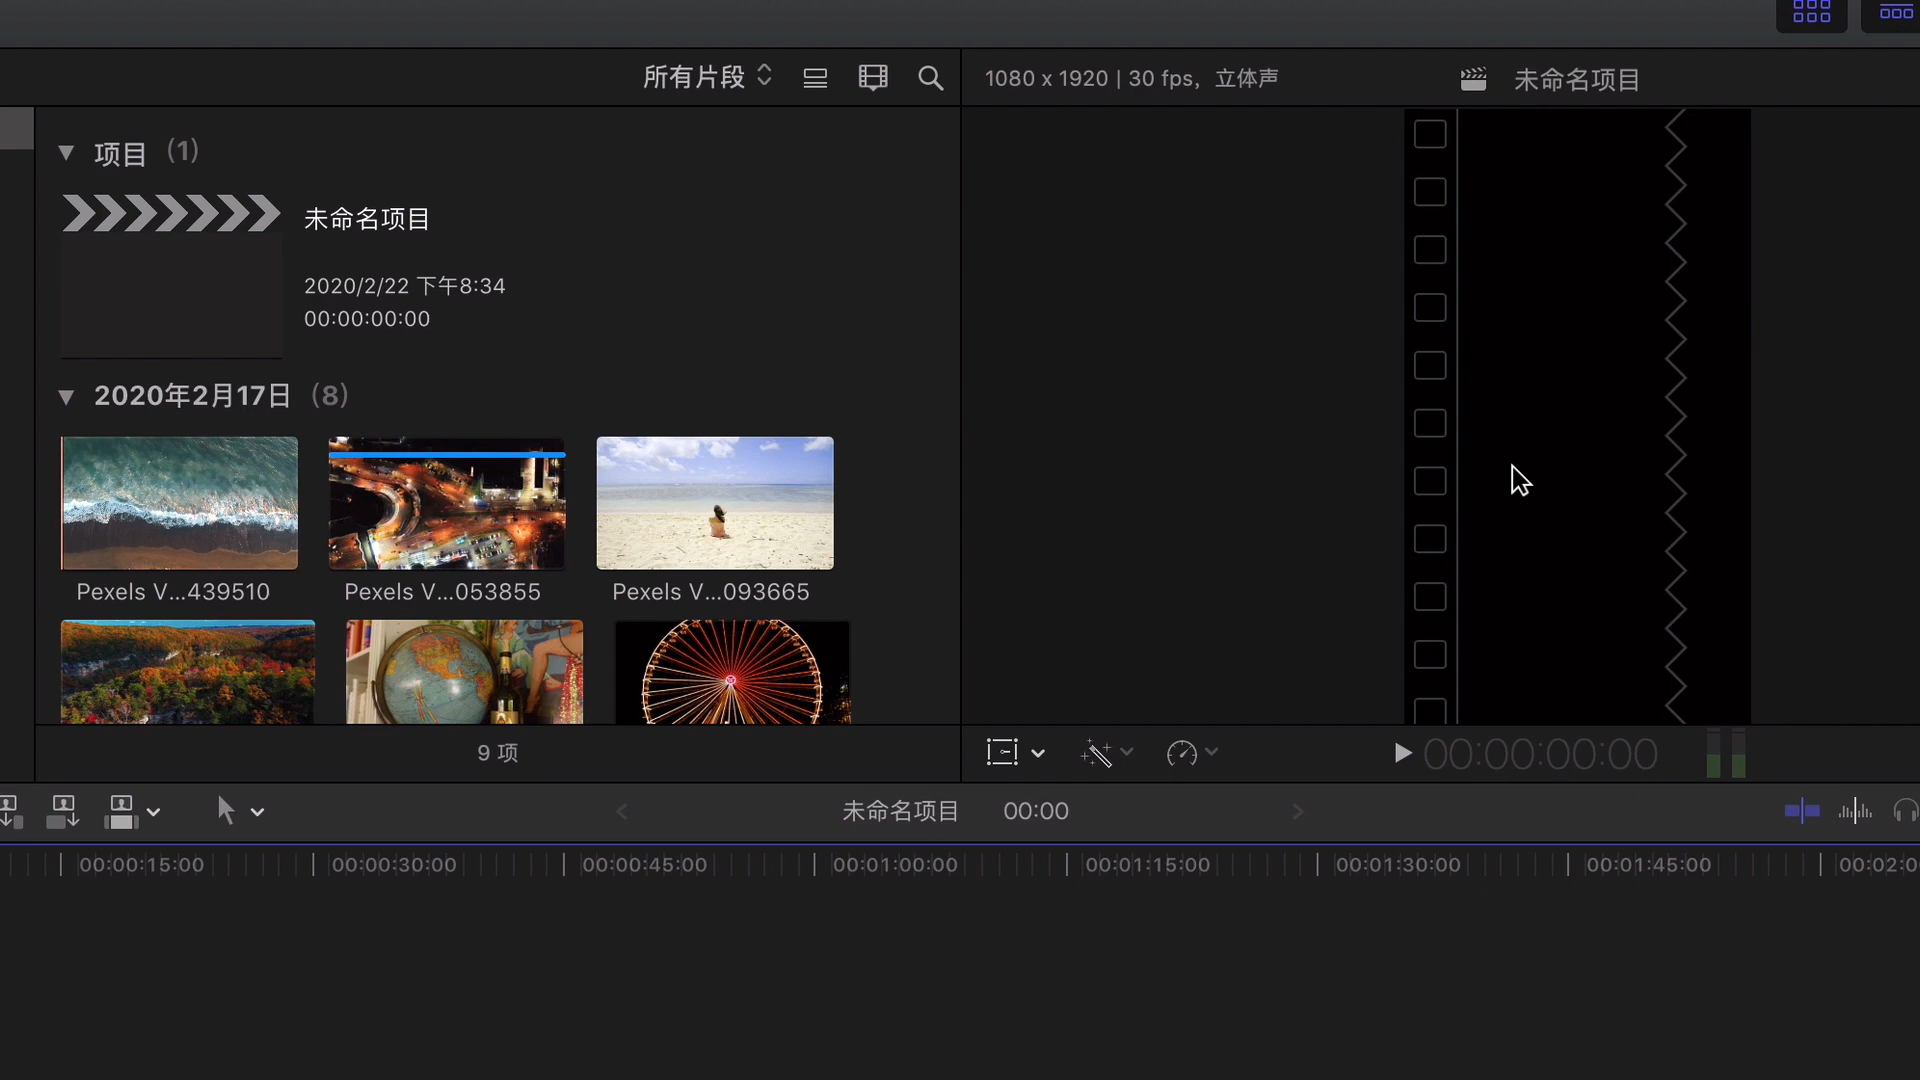 所有片段
1080 x 1920 | 30 fps, 立体声
未命名项目
项目 (1)
未命名项目
2020/2/22 下午8:34
00:00:00:00
2020年2月17日 (8)
Pexels V...439510
Pexels V...053855
Pexels V...093665
9 项
00:00:00:00
未命名项目 00:00
00:00:15:00
00:00:30:00
00:00:45:00
00:01:00:00
00:01:15:00
00:01:30:00
00:01:45:00
00:02:0